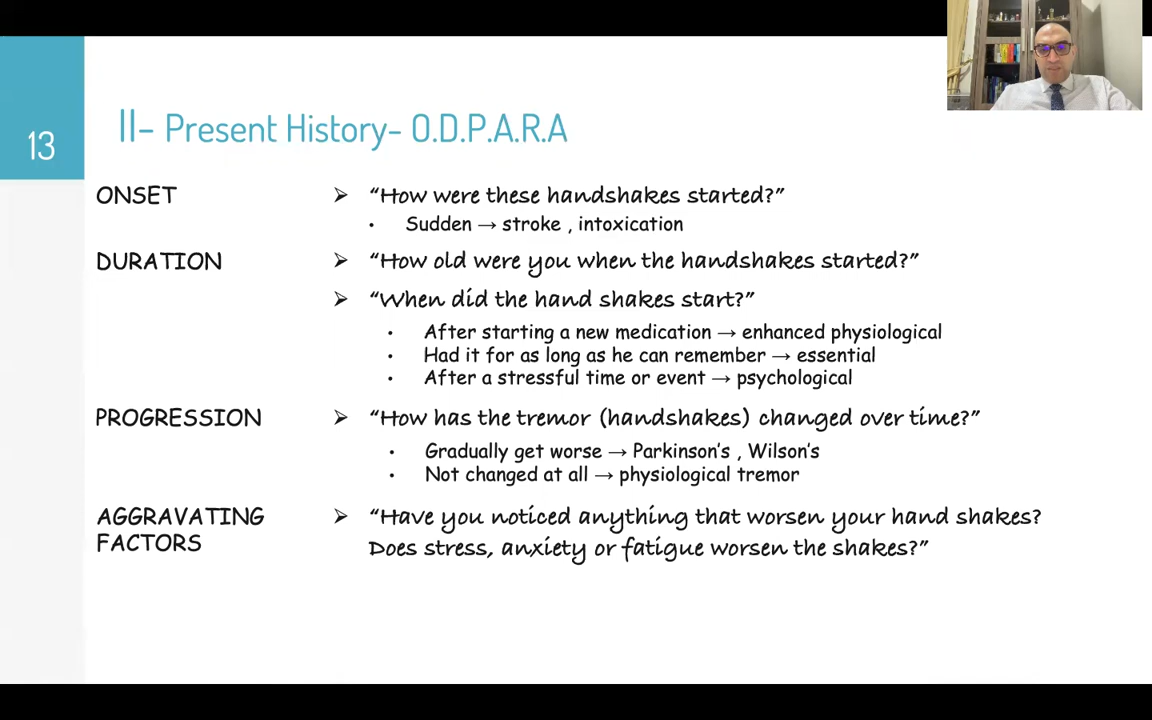 13
II- Present History- O.D.P.A.R.A
ONSET
➢ “How were these handshakes started?”
• Sudden → stroke , intoxication
DURATION
➢ “How old were you when the handshakes started?”
➢ “When did the hand shakes start?”
• After starting a new medication → enhanced physiological
• Had it for as long as he can remember → essential
• After a stressful time or event → psychological
PROGRESSION
➢ “How has the tremor (handshakes) changed over time?”
• Gradually get worse → Parkinson’s , Wilson’s
• Not changed at all → physiological tremor
AGGRAVATING
FACTORS
➢ “Have you noticed anything that worsen your hand shakes?
Does stress, anxiety or fatigue worsen the shakes?”